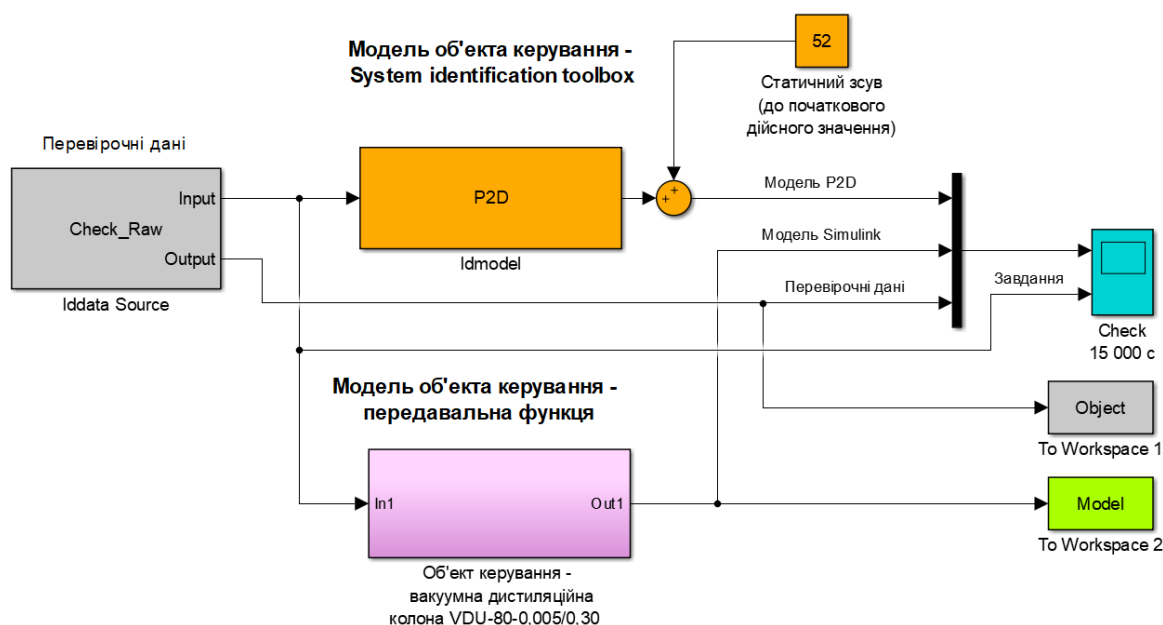 Модель об'єкта керування -
System identification toolbox
52
Статичний зсув
(до початкового
дійсного значення)
Перевірочні дані
Input
Check_Raw
Output
Iddata Source
P2D
Idmodel
Модель P2D
Модель Simulink
Перевірочні дані
Завдання
Check
15 000 с
Модель об'єкта керування -
передавальна функця
Object
To Workspace 1
In1
Out1
Model
To Workspace 2
Об'єкт керування -
вакуумна дистиляційна
колона VDU-80-0,005/0,30